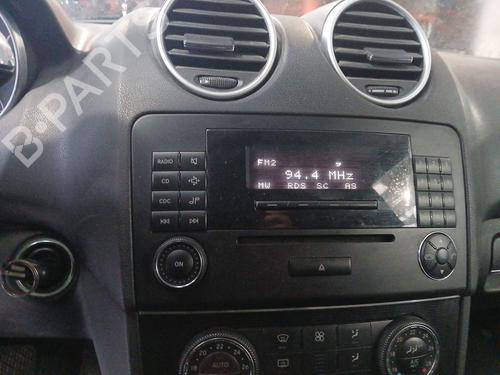 B-PARTS
RADIO
FM2
94.4 MHz
MW RDS SC AS
CD
CDC
ON
AUTO